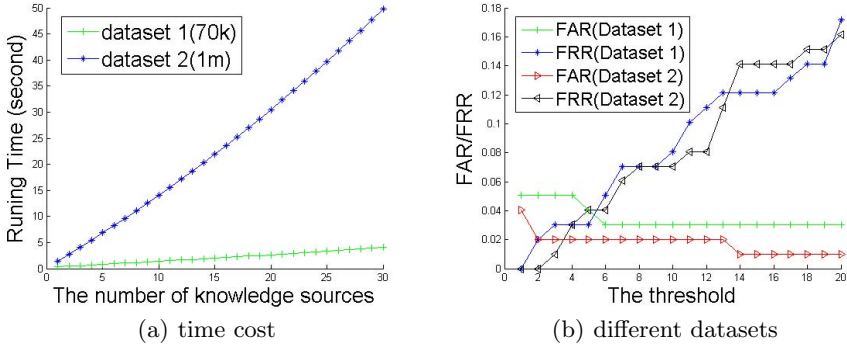 50
45
40
35
30
25
20
15
10
5
0
0 5 10 15 20 25 30
Runing Time (second)
The number of knowledge sources
dataset 1(70k)
dataset 2(1m)
(a) time cost
0.2
0.18
0.16
0.14
0.12
0.1
0.08
0.06
0.04
0.02
0
0 2 4 6 8 10 12 14 16 18 20
FAR/FRR
The threshold
FAR(Dataset 1)
FRR(Dataset 1)
FAR(Dataset 2)
FRR(Dataset 2)
(b) different datasets